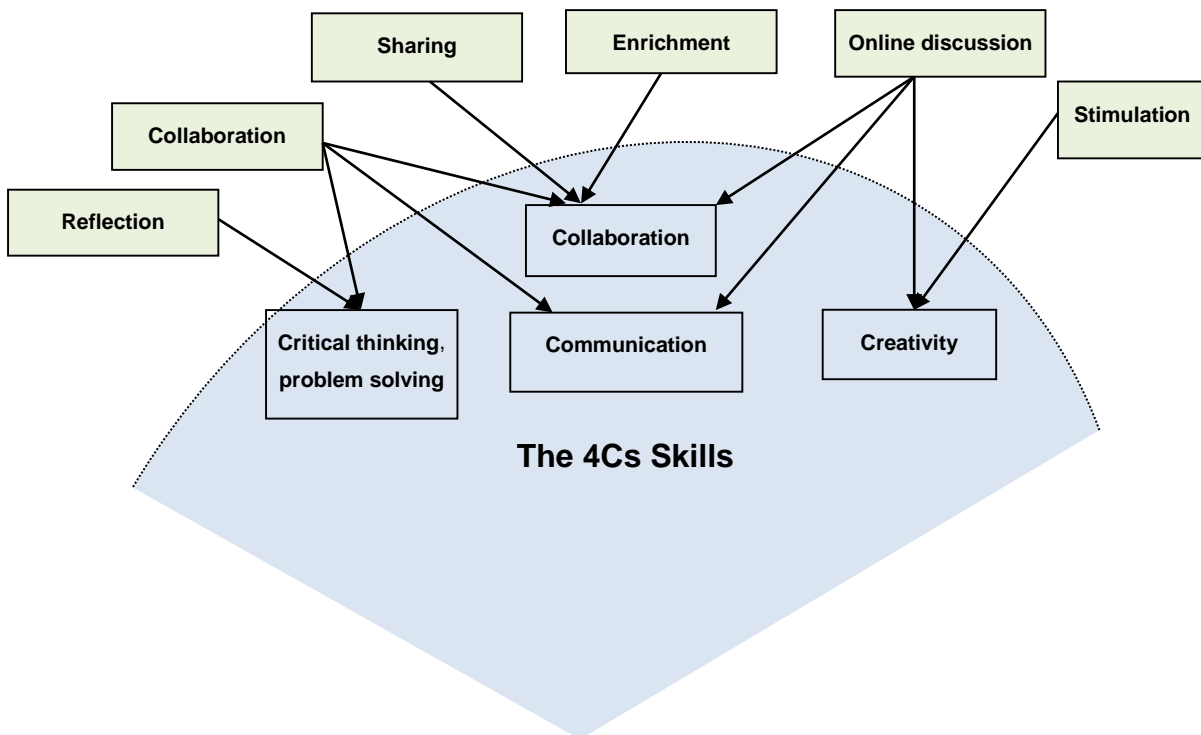 Sharing
Enrichment
Online discussion
Stimulation
Collaboration
Reflection
Collaboration
Critical thinking,
problem solving
Communication
Creativity
The 4Cs Skills